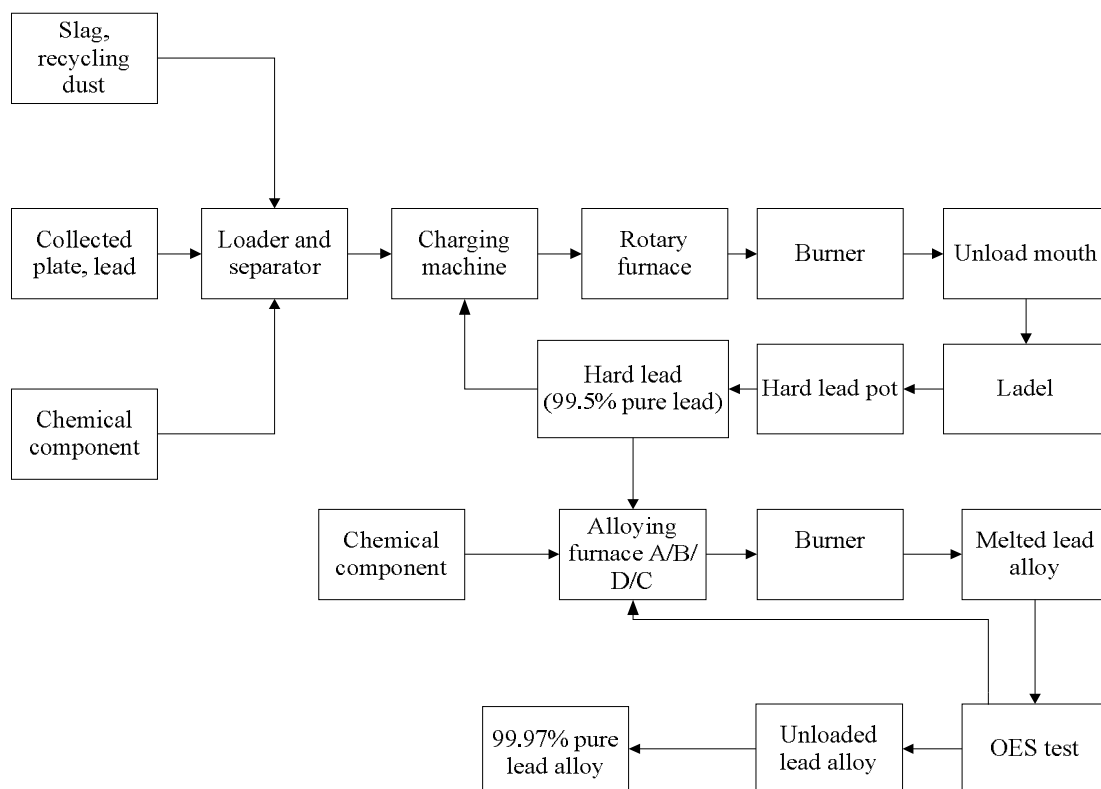 Slag,
recycling
dust
Collected
plate, lead
Loader and
separator
Charging
machine
Rotary
furnace
Burner
Unload mouth
Chemical
component
Hard lead
(99.5% pure lead)
Hard lead pot
Ladel
Chemical
component
Alloying
furnace A/B/
D/C
Burner
Melted lead
alloy
99.97% pure
lead alloy
Unloaded
lead alloy
OES test